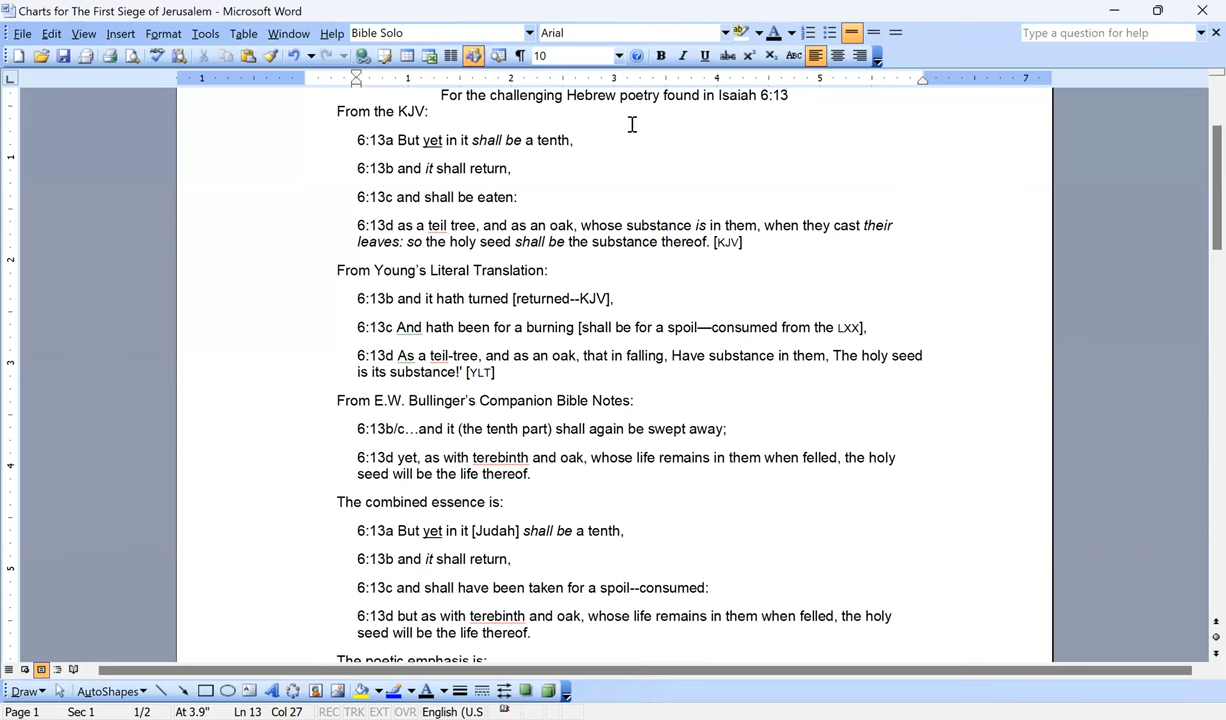 Charts for The First Siege of Jerusalem - Microsoft Word
File Edit View Insert Format Tools Table Window Help Bible Solo Arial Type a question for help
10
1 1 2 3 4 5 7
For the challenging Hebrew poetry found in Isaiah 6:13
From the KJV:
6:13a But yet in it shall be a tenth,
6:13b and it shall return,
6:13c and shall be eaten:
6:13d as a teil tree, and as an oak, whose substance is in them, when they cast their
leaves: so the holy seed shall be the substance thereof. [KJV]
From Young's Literal Translation:
6:13b and it hath turned [returned--KJV],
6:13c And hath been for a burning [shall be for a spoil—consumed from the LXX],
6:13d As a teil-tree, and as an oak, that in falling, Have substance in them, The holy seed
is its substance!' [YLT]
From E.W. Bullinger's Companion Bible Notes:
6:13b/c…and it (the tenth part) shall again be swept away;
6:13d yet, as with terebinth and oak, whose life remains in them when felled, the holy
seed will be the life thereof.
The combined essence is:
6:13a But yet in it [Judah] shall be a tenth,
6:13b and it shall return,
6:13c and shall have been taken for a spoil--consumed:
6:13d but as with terebinth and oak, whose life remains in them when felled, the holy
seed will be the life thereof.
The poetic emphasis is:
Draw AutoShapes
Page 1 Sec 1 1/2 At 3.9" Ln 13 Col 27 REC TRK EXT OVR English (U.S